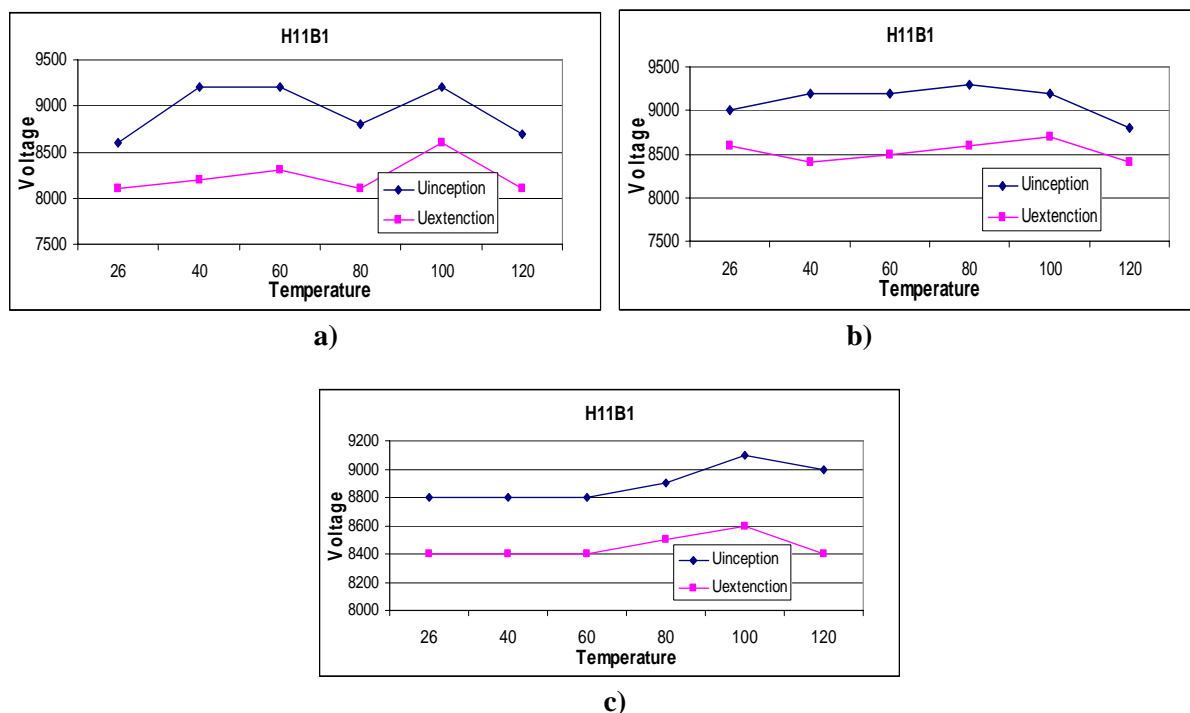 H11B1
9500
9000
8500
8000
7500
Voltage
Uinception
Uextenction
26 40 60 80 100 120
Temperature
a)
H11B1
9500
9000
8500
8000
7500
Voltage
Uinception
Uextenction
26 40 60 80 100 120
Temperature
b)
H11B1
9200
9000
8800
8600
8400
8200
8000
Voltage
Uinception
Uextenction
26 40 60 80 100 120
Temperature
c)